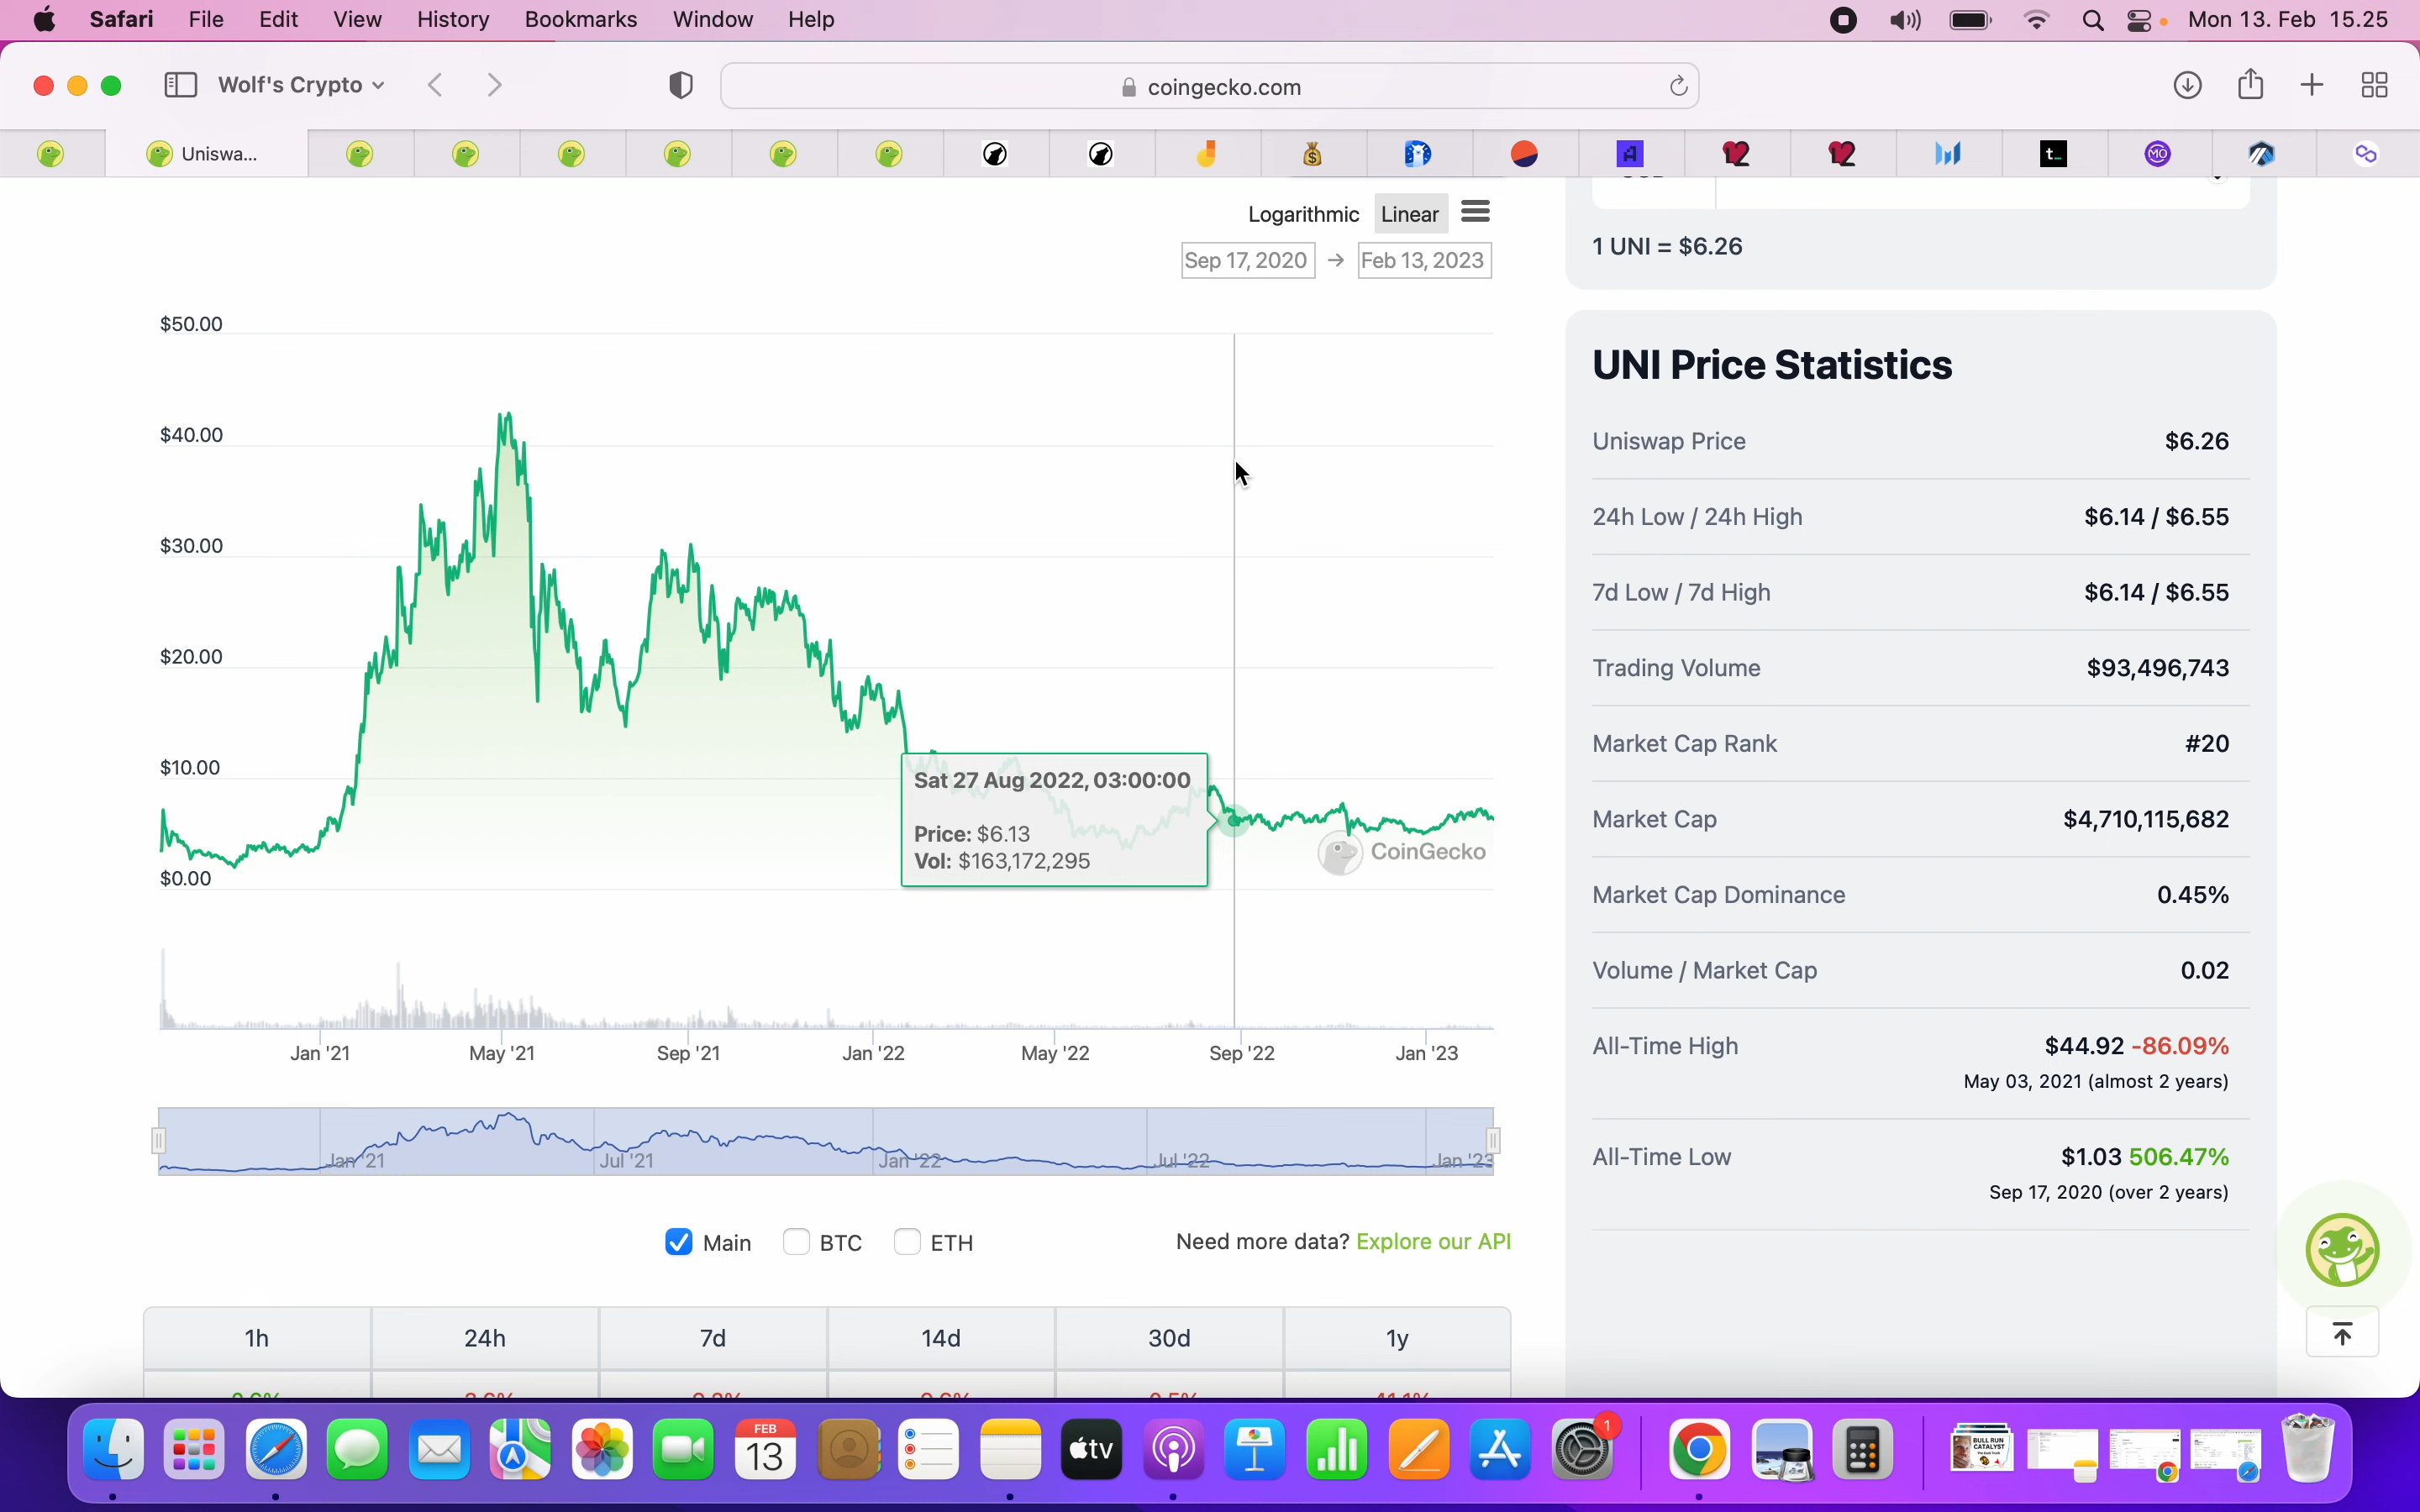 Safari File Edit View History Bookmarks Window Help Mon 13. Feb 15.25
Wolf's Crypto coingecko.com
Uniswa...
Logarithmic Linear
Sep 17, 2020 → Feb 13, 2023
$50.00
$40.00
$30.00
$20.00
$10.00
$0.00
Sat 27 Aug 2022, 03:00:00
Price: $6.13
Vol: $163,172,295
CoinGecko
Jan '21 May '21 Sep '21 Jan '22 May '22 Sep '22 Jan '23
Jan '21 Jul '21 Jan '22 Jul '22 Jan '23
Main BTC ETH
Need more data? Explore our API
1h 24h 7d 14d 30d 1y
1 UNI = $6.26
UNI Price Statistics
Uniswap Price $6.26
24h Low / 24h High $6.14 / $6.55
7d Low / 7d High $6.14 / $6.55
Trading Volume $93,496,743
Market Cap Rank #20
Market Cap $4,710,115,682
Market Cap Dominance 0.45%
Volume / Market Cap 0.02
All-Time High $44.92 -86.09%
May 03, 2021 (almost 2 years)
All-Time Low $1.03 506.47%
Sep 17, 2020 (over 2 years)
FEB
13
tv
1
BULL RUN
CATALYST